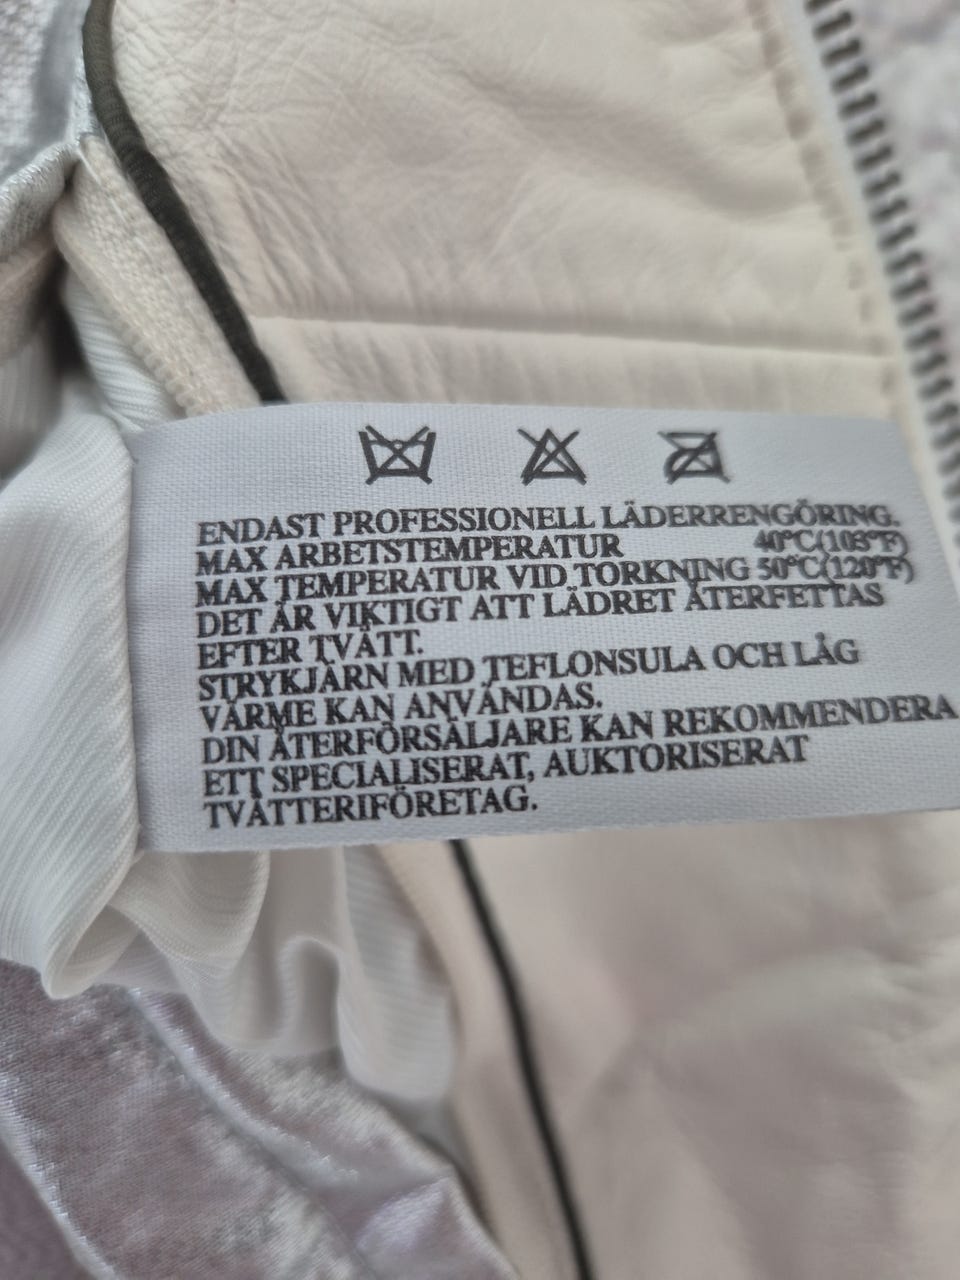 ENDAST PROFESSIONELL LÄDERRENGÖRING.
MAX ARBETSTEMPERATUR 40°C(103°F)
MAX TEMPERATUR VID TORKNING 50°C(120°F)
DET ÄR VIKTIGT ATT LÄDRET ÅTERFETTAS
EFTER TVÄTT.
STRYKJÄRN MED TEFLONSULA OCH LÅG
VÄRME KAN ANVÄNDAS.
DIN ÅTERFÖRSÄLJARE KAN REKOMMENDERA
ETT SPECIALISERAT, AUKTORISERAT
TVÄTTERIFÖRETAG.